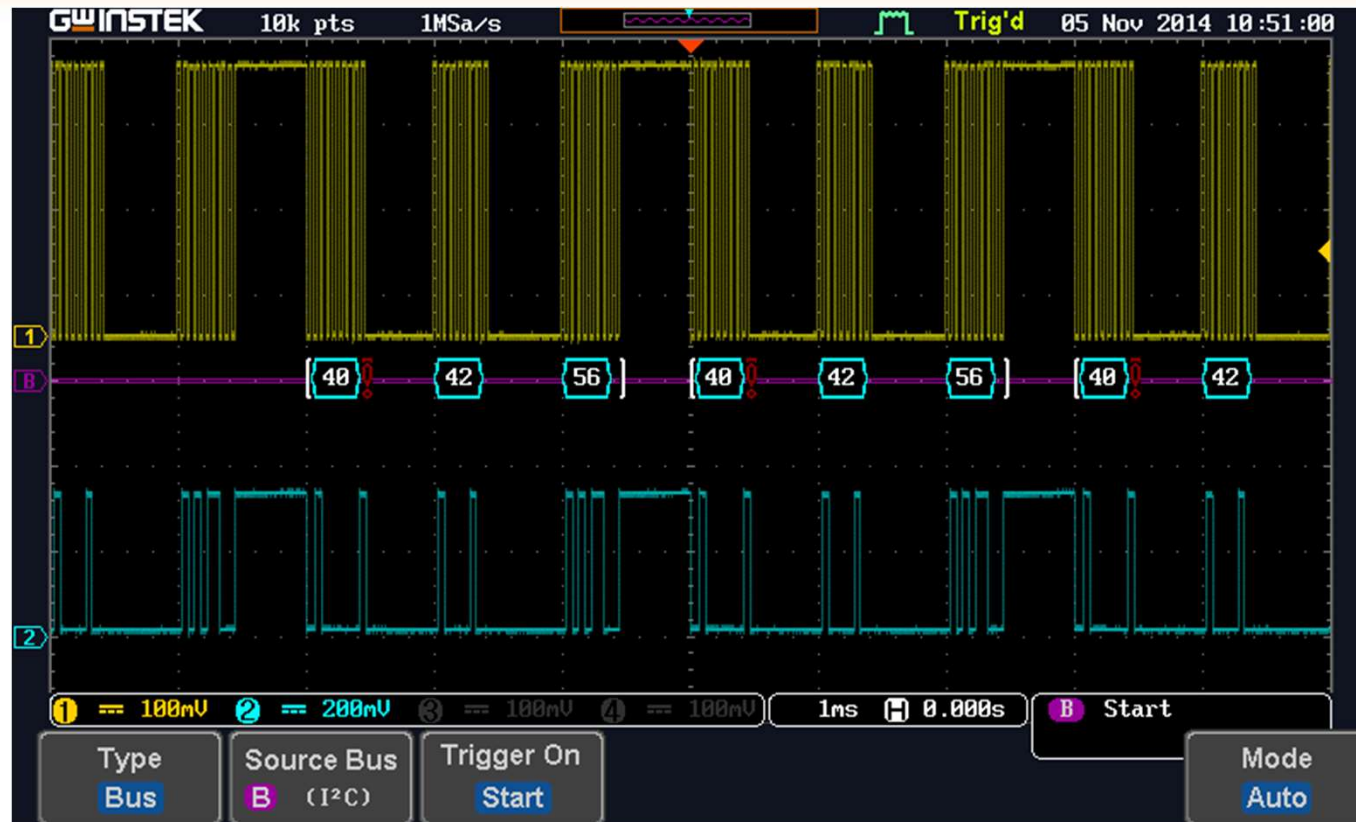 GWINSTEK 10k pts 1MSa/s Trig'd 05 Nov 2014 10:51:00
1
B 40 42 56 40 42 56 40 42
2
1 100mV 2 200mV 3 100mV 4 100mV 1ms H 0.000s B Start
Type Source Bus Trigger On Mode
Bus B (I²C) Start Auto